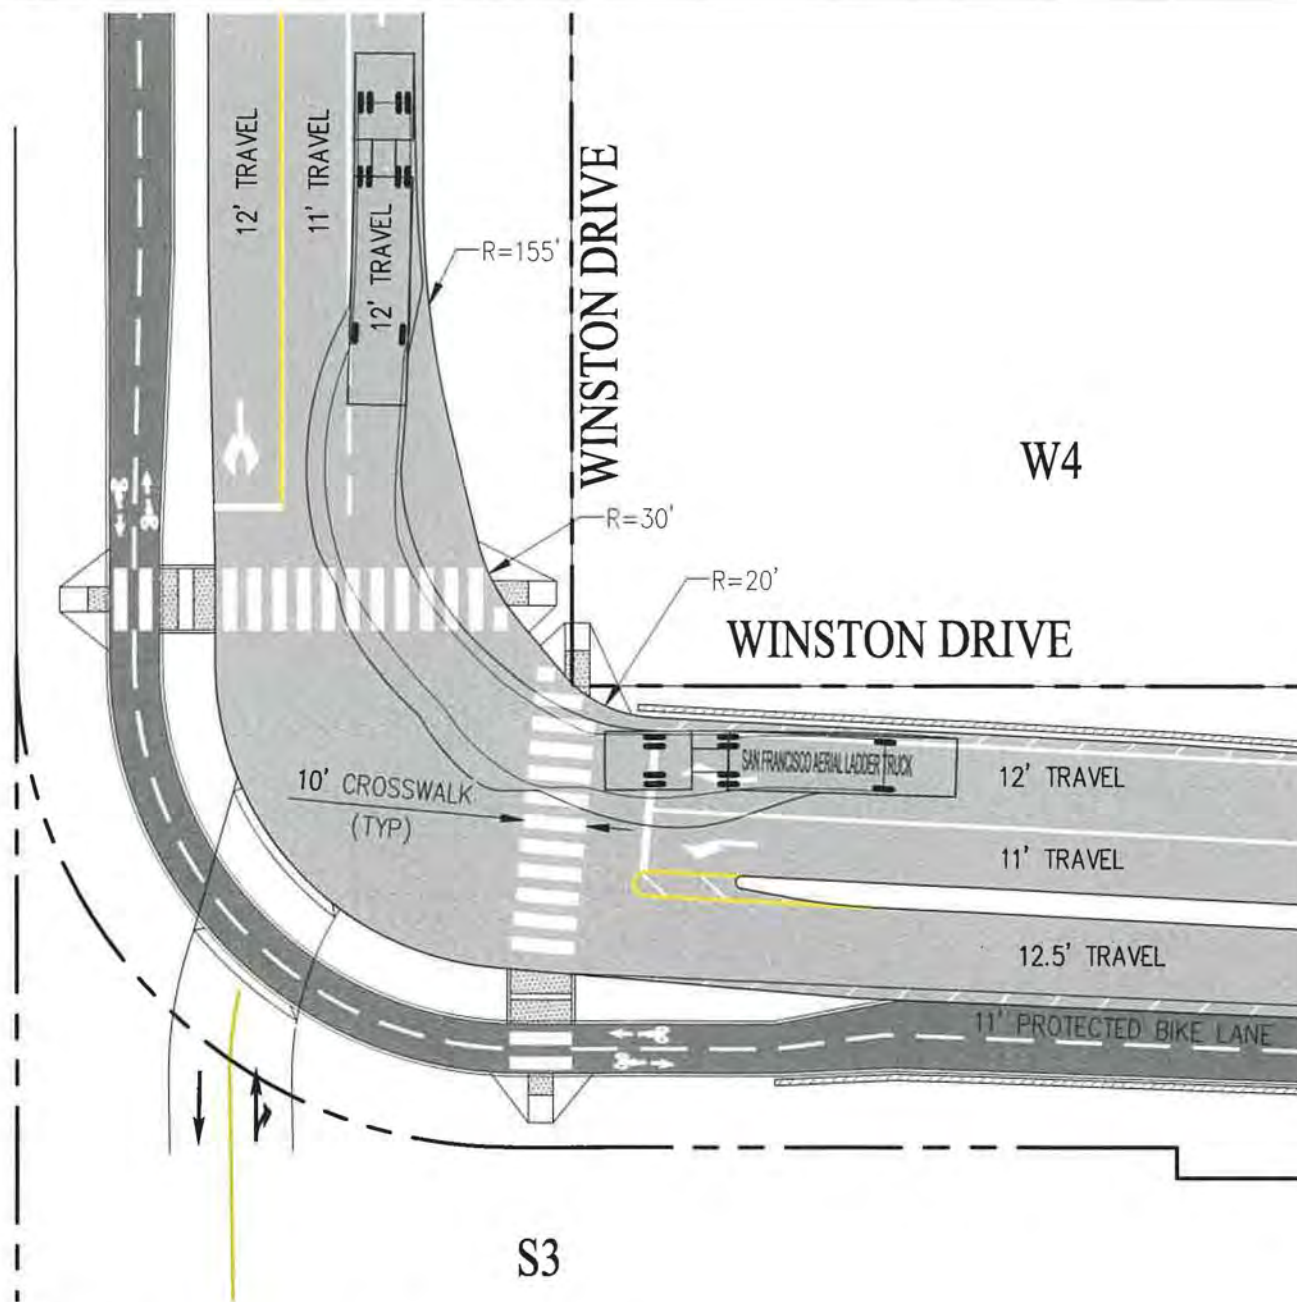 12' TRAVEL
11' TRAVEL
12' TRAVEL
R=155'
WINSTON DRIVE
W4
R=30'
R=20'
WINSTON DRIVE
SAN FRANCISCO AERIAL LADDER TRUCK
12' TRAVEL
10' CROSSWALK
(TYP)
11' TRAVEL
12.5' TRAVEL
11' PROTECTED BIKE LANE
S3